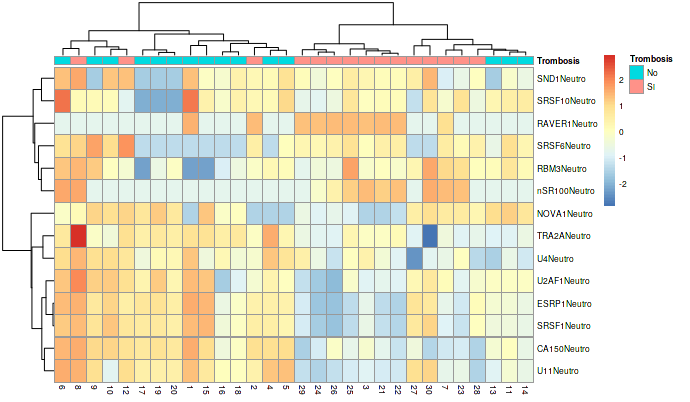 Trombosis
SND1Neutro
SRSF10Neutro
RAVER1Neutro
SRSF6Neutro
RBM3Neutro
nSR100Neutro
NOVA1Neutro
TRA2ANeutro
U4Neutro
U2AF1Neutro
ESRP1Neutro
SRSF1Neutro
CA150Neutro
U11Neutro
6 8 9 10 12 17 19 20 1 15 16 18 2 4 5 29 24 26 25 3 21 22 27 30 7 23 28 13 11 14
2
1
0
-1
-2
Trombosis
No
SI